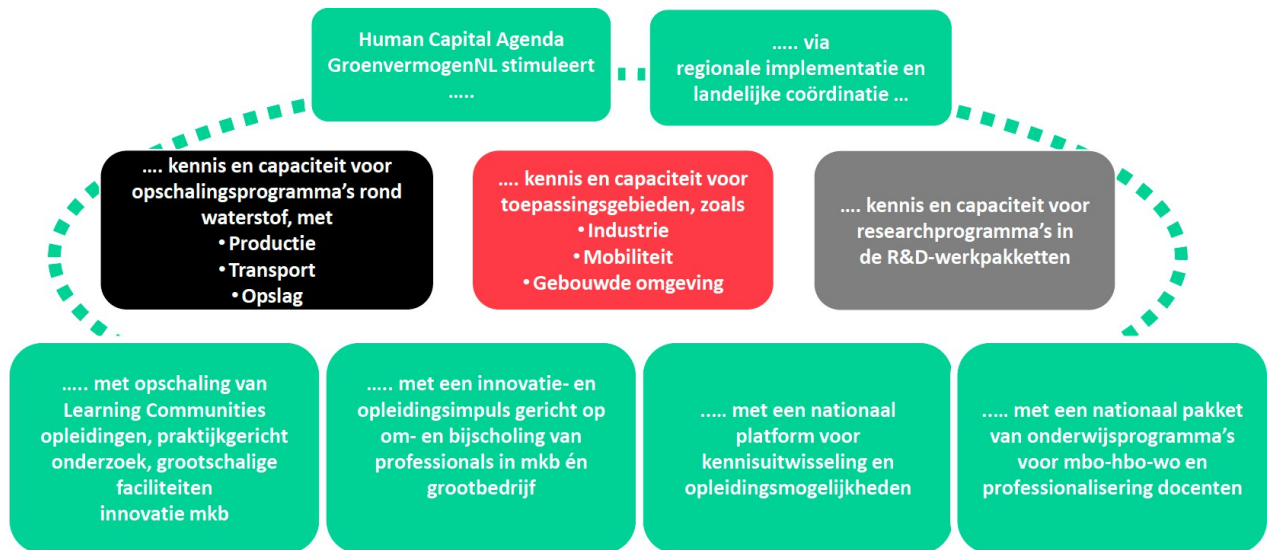 Human Capital Agenda
GroenvermogenNL stimuleert
.....
..... via
regionale implementatie en
landelijke coördinatie ...
.... kennis en capaciteit voor
opschalingsprogramma's rond
waterstof, met
• Productie
• Transport
• Opslag
.... kennis en capaciteit voor
toepassingsgebieden, zoals
• Industrie
• Mobiliteit
• Gebouwde omgeving
.... kennis en capaciteit voor
researchprogramma's in
de R&D-werkpakketten
..... met opschaling van
Learning Communities
opleidingen, praktijkgericht
onderzoek, grootschalige
faciliteiten
innovatie mkb
..... met een innovatie- en
opleidingsimpuls gericht op
om- en bijscholing van
professionals in mkb én
grootbedrijf
..... met een nationaal
platform voor
kennisuitwisseling en
opleidingsmogelijkheden
..... met een nationaal pakket
van onderwijsprogramma's
voor mbo-hbo-wo en
professionalisering docenten